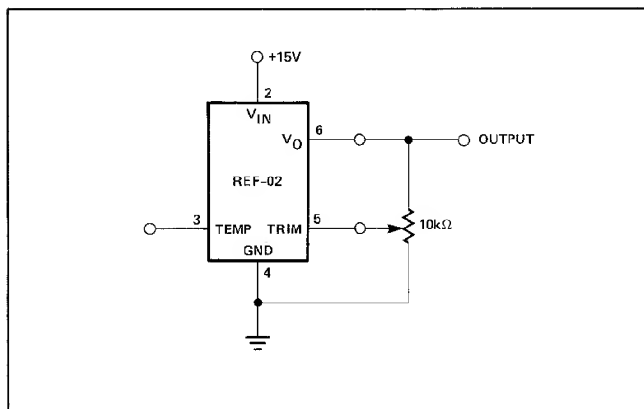 +15V
2
VIN
6
VO
OUTPUT
REF-02
3
TEMP
TRIM
5
10kΩ
GND
4